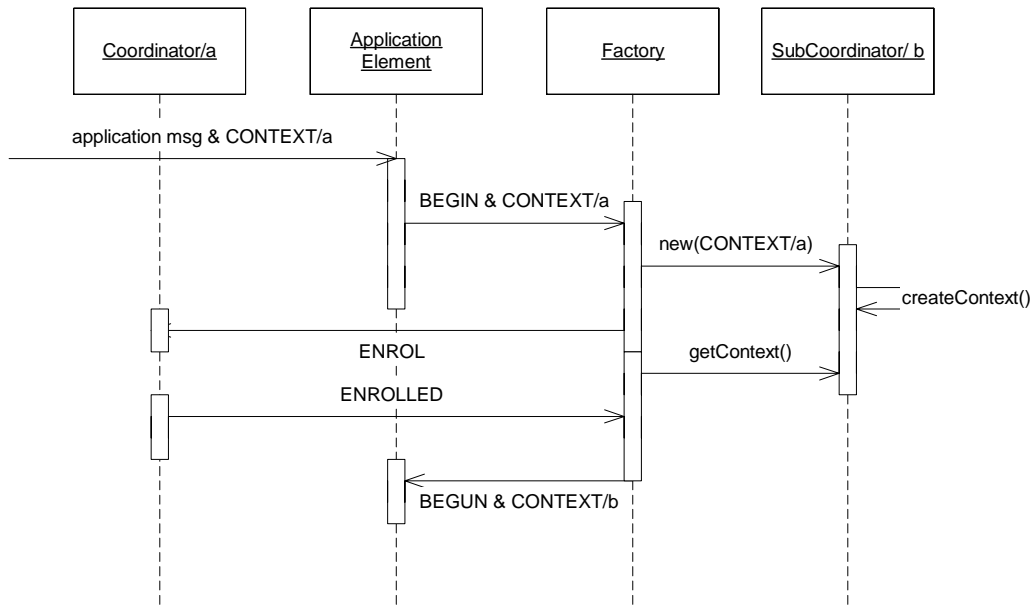 Coordinator/a
Application
Element
Factory
SubCoordinator/ b
application msg & CONTEXT/a
BEGIN & CONTEXT/a
new(CONTEXT/a)
createContext()
ENROL
getContext()
ENROLLED
BEGUN & CONTEXT/b